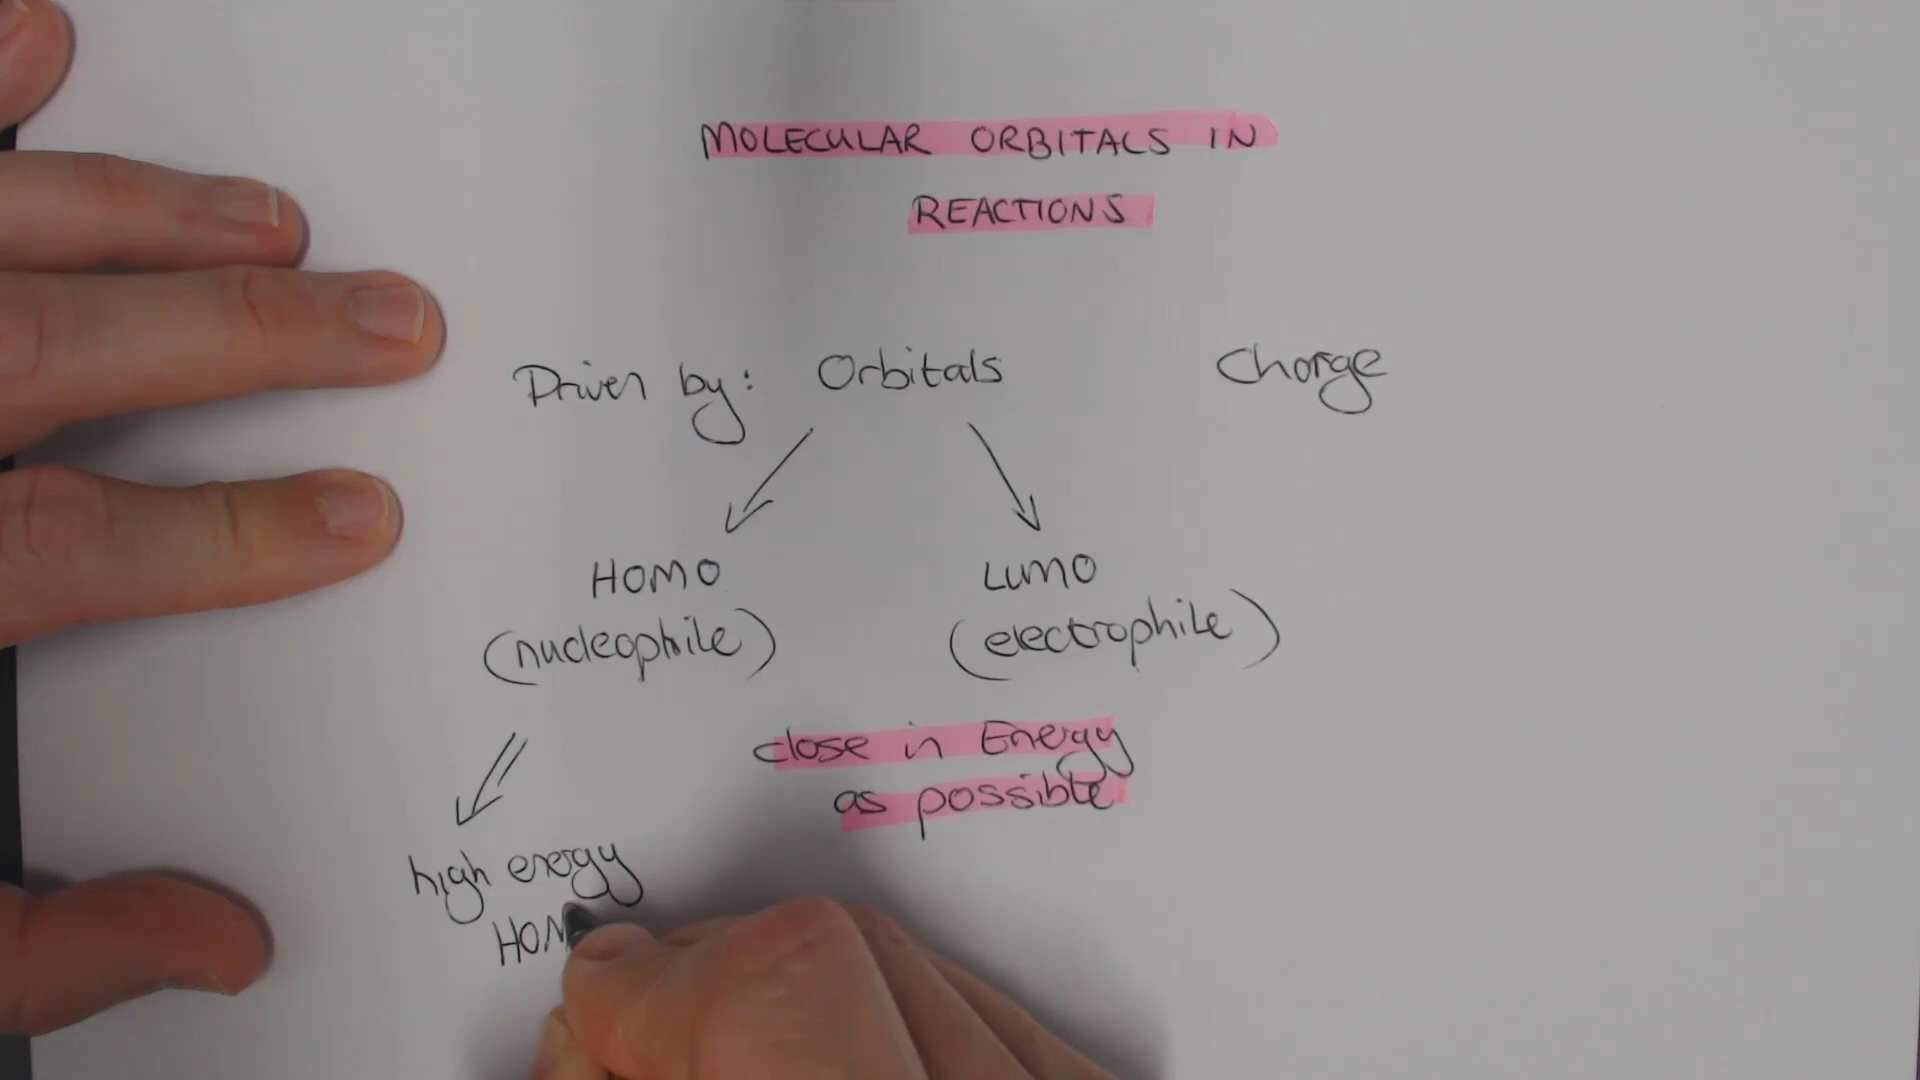 MOLECULAR ORBITALS IN
REACTIONS
Driven by: Orbitals Charge
HOMO LUMO
(nucleophile) (electrophile)
close in Energy
as possible
high energy
HOM